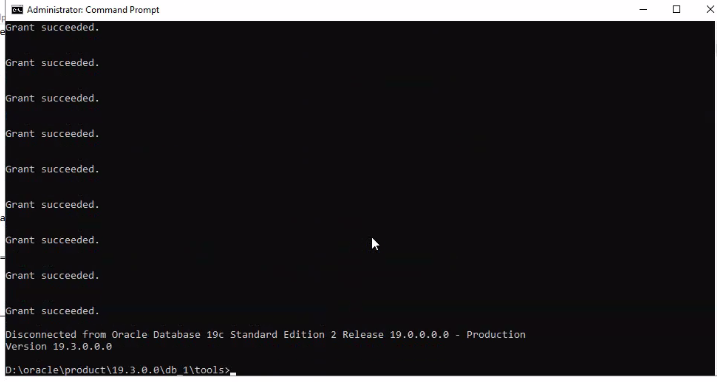 Administrator: Command Prompt
Grant succeeded.
Grant succeeded.
Grant succeeded.
Grant succeeded.
Grant succeeded.
Grant succeeded.
Grant succeeded.
Grant succeeded.
Grant succeeded.
Disconnected from Oracle Database 19c Standard Edition 2 Release 19.0.0.0.0 - Production
Version 19.3.0.0.0
D:\oracle\product\19.3.0.0\db_1\tools>